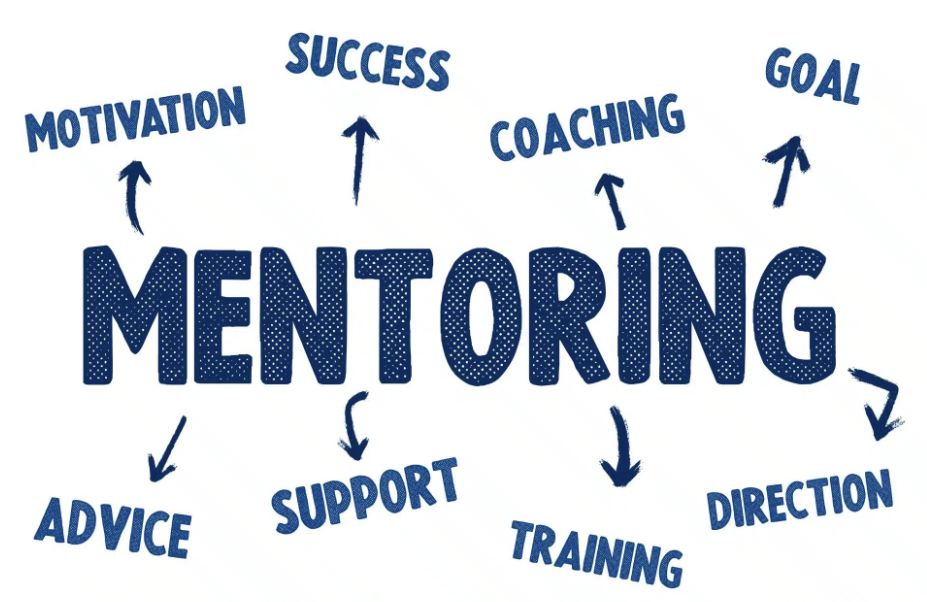 SUCCESS
GOAL
MOTIVATION
COACHING
MENTORING
ADVICE
SUPPORT
TRAINING
DIRECTION